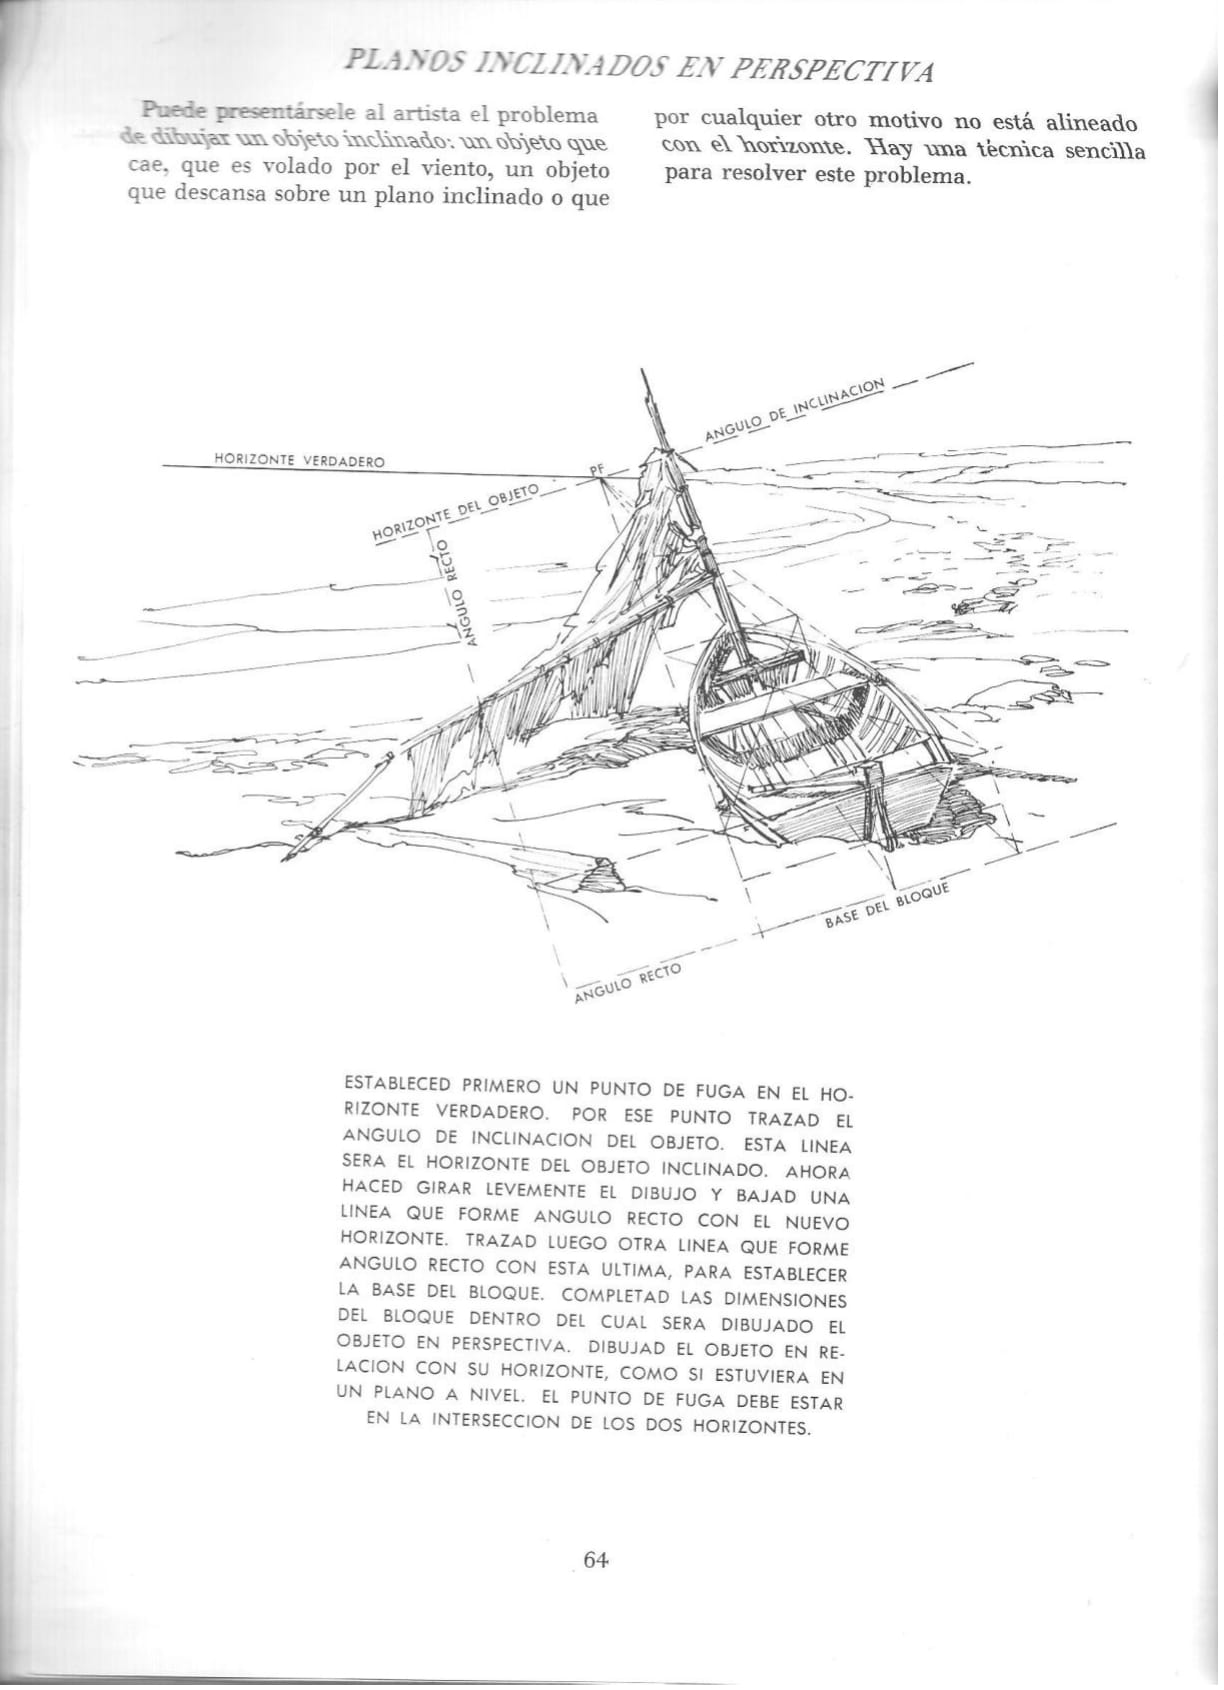 PLANOS INCLINADOS EN PERSPECTIVA
Puede presentársele al artista el problema
de dibujar un objeto inclinado: un objeto que
cae, que es volado por el viento, un objeto
que descansa sobre un plano inclinado o que
por cualquier otro motivo no está alineado
con el horizonte. Hay una técnica sencilla
para resolver este problema.
ANGULO DE INCLINACION
HORIZONTE VERDADERO
PF
HORIZONTE DEL OBJETO
ANGULO RECTO
BASE DEL BLOQUE
ANGULO RECTO
ESTABLECED PRIMERO UN PUNTO DE FUGA EN EL HO-
RIZONTE VERDADERO. POR ESE PUNTO TRAZAD EL
ANGULO DE INCLINACION DEL OBJETO. ESTA LINEA
SERA EL HORIZONTE DEL OBJETO INCLINADO. AHORA
HACED GIRAR LEVEMENTE EL DIBUJO Y BAJAD UNA
LINEA QUE FORME ANGULO RECTO CON EL NUEVO
HORIZONTE. TRAZAD LUEGO OTRA LINEA QUE FORME
ANGULO RECTO CON ESTA ULTIMA, PARA ESTABLECER
LA BASE DEL BLOQUE. COMPLETAD LAS DIMENSIONES
DEL BLOQUE DENTRO DEL CUAL SERA DIBUJADO EL
OBJETO EN PERSPECTIVA. DIBUJAD EL OBJETO EN RE-
LACION CON SU HORIZONTE, COMO SI ESTUVIERA EN
UN PLANO A NIVEL. EL PUNTO DE FUGA DEBE ESTAR
EN LA INTERSECCION DE LOS DOS HORIZONTES.
64